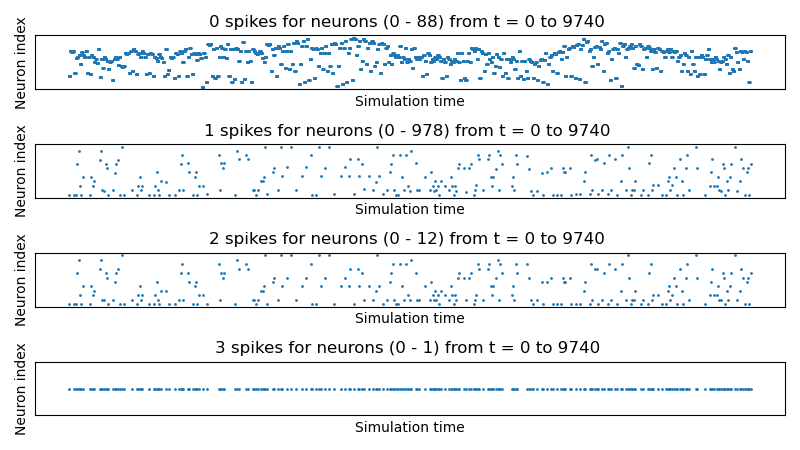 0 spikes for neurons (0 - 88) from t = 0 to 9740
Neuron index
Simulation time
1 spikes for neurons (0 - 978) from t = 0 to 9740
Neuron index
Simulation time
2 spikes for neurons (0 - 12) from t = 0 to 9740
Neuron index
Simulation time
3 spikes for neurons (0 - 1) from t = 0 to 9740
Neuron index
Simulation time